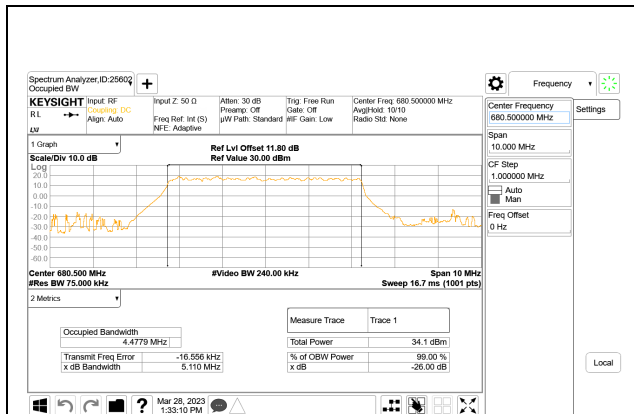 Spectrum Analyzer,ID:25602
Occupied BW
Frequency
KEYSIGHT
R L
LXI
Input: RF
Coupling: DC
Align: Auto
Input Z: 50 Ω
Freq Ref: Int (S)
NFE: Adaptive
Atten: 30 dB
Preamp: Off
µW Path: Standard
Trig: Free Run
Gate: Off
#IF Gain: Low
Center Freq: 680.500000 MHz
Avg|Hold: 10/10
Radio Std: None
Center Frequency
680.500000 MHz
Settings
Span
10.000 MHz
CF Step
1.000000 MHz
Auto
Man
Freq Offset
0 Hz
1 Graph
Scale/Div 10.0 dB
Ref Lvl Offset 11.80 dB
Ref Value 30.00 dBm
Log
20.0
10.0
0.00
-10.0
-20.0
-30.0
-40.0
-50.0
-60.0
Center 680.500 MHz
#Res BW 75.000 kHz
#Video BW 240.00 kHz
Span 10 MHz
Sweep 16.7 ms (1001 pts)
2 Metrics
Occupied Bandwidth
4.4779 MHz
Transmit Freq Error -16.556 kHz
x dB Bandwidth 5.110 MHz
Measure Trace Trace 1
Total Power 34.1 dBm
% of OBW Power 99.00 %
x dB -26.00 dB
Local
?
Mar 28, 2023
1:33:10 PM